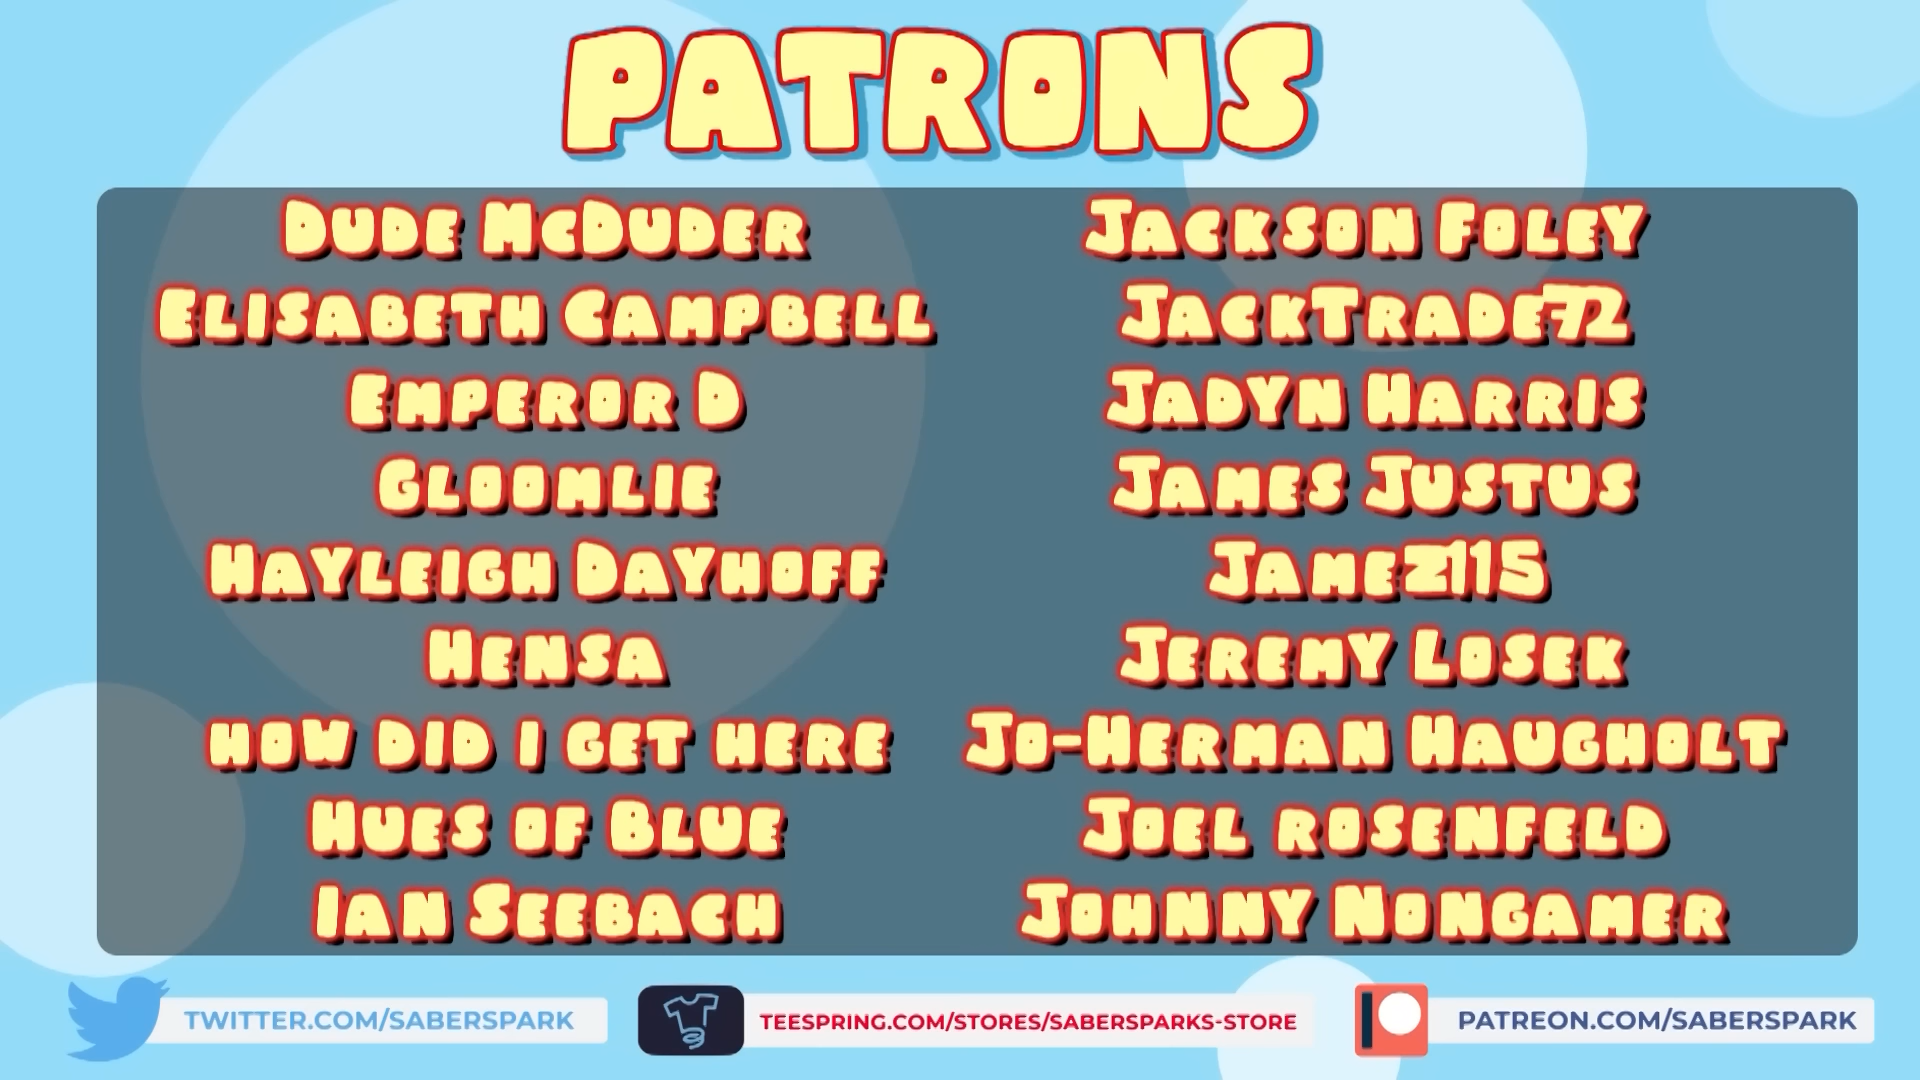 PATRONS
Dude McDuder
Elisabeth Campbell
Emperor D
Gloomlie
Hayleigh Dayhoff
Hensa
how did i get here
Hues of Blue
Ian Seebach
Jackson Foley
JackTrade72
Jadyn Harris
James Justus
Jamez115
Jeremy Losek
Jo-Herman Haugholt
Joel rosenfeld
Johnny Nongamer
TWITTER.COM/SABERSPARK
TEESPRING.COM/STORES/SABERSPARKS-STORE
PATREON.COM/SABERSPARK